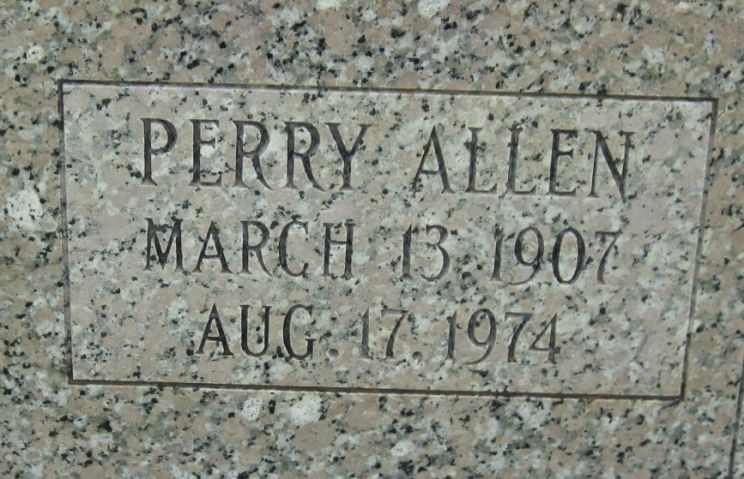 PERRY ALLEN
MARCH 13, 1907
AUG. 17, 1974